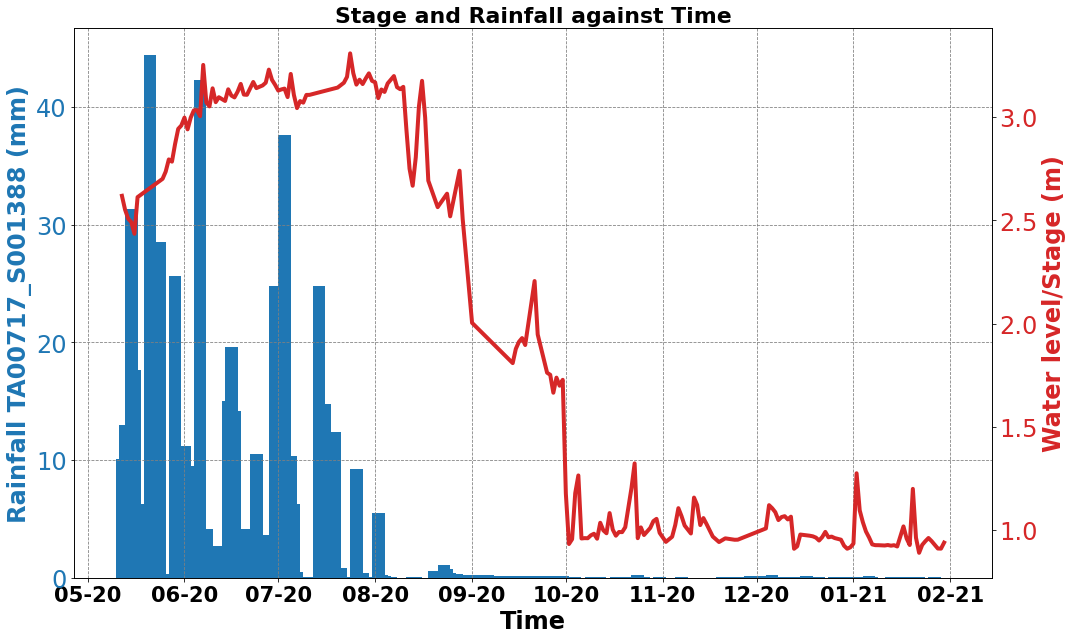 Stage and Rainfall against Time
Rainfall TA00717_S001388 (mm)
40
30
20
10
0
3.0
2.5
2.0
1.5
1.0
Water level/Stage (m)
05-20 06-20 07-20 08-20 09-20 10-20 11-20 12-20 01-21 02-21
Time